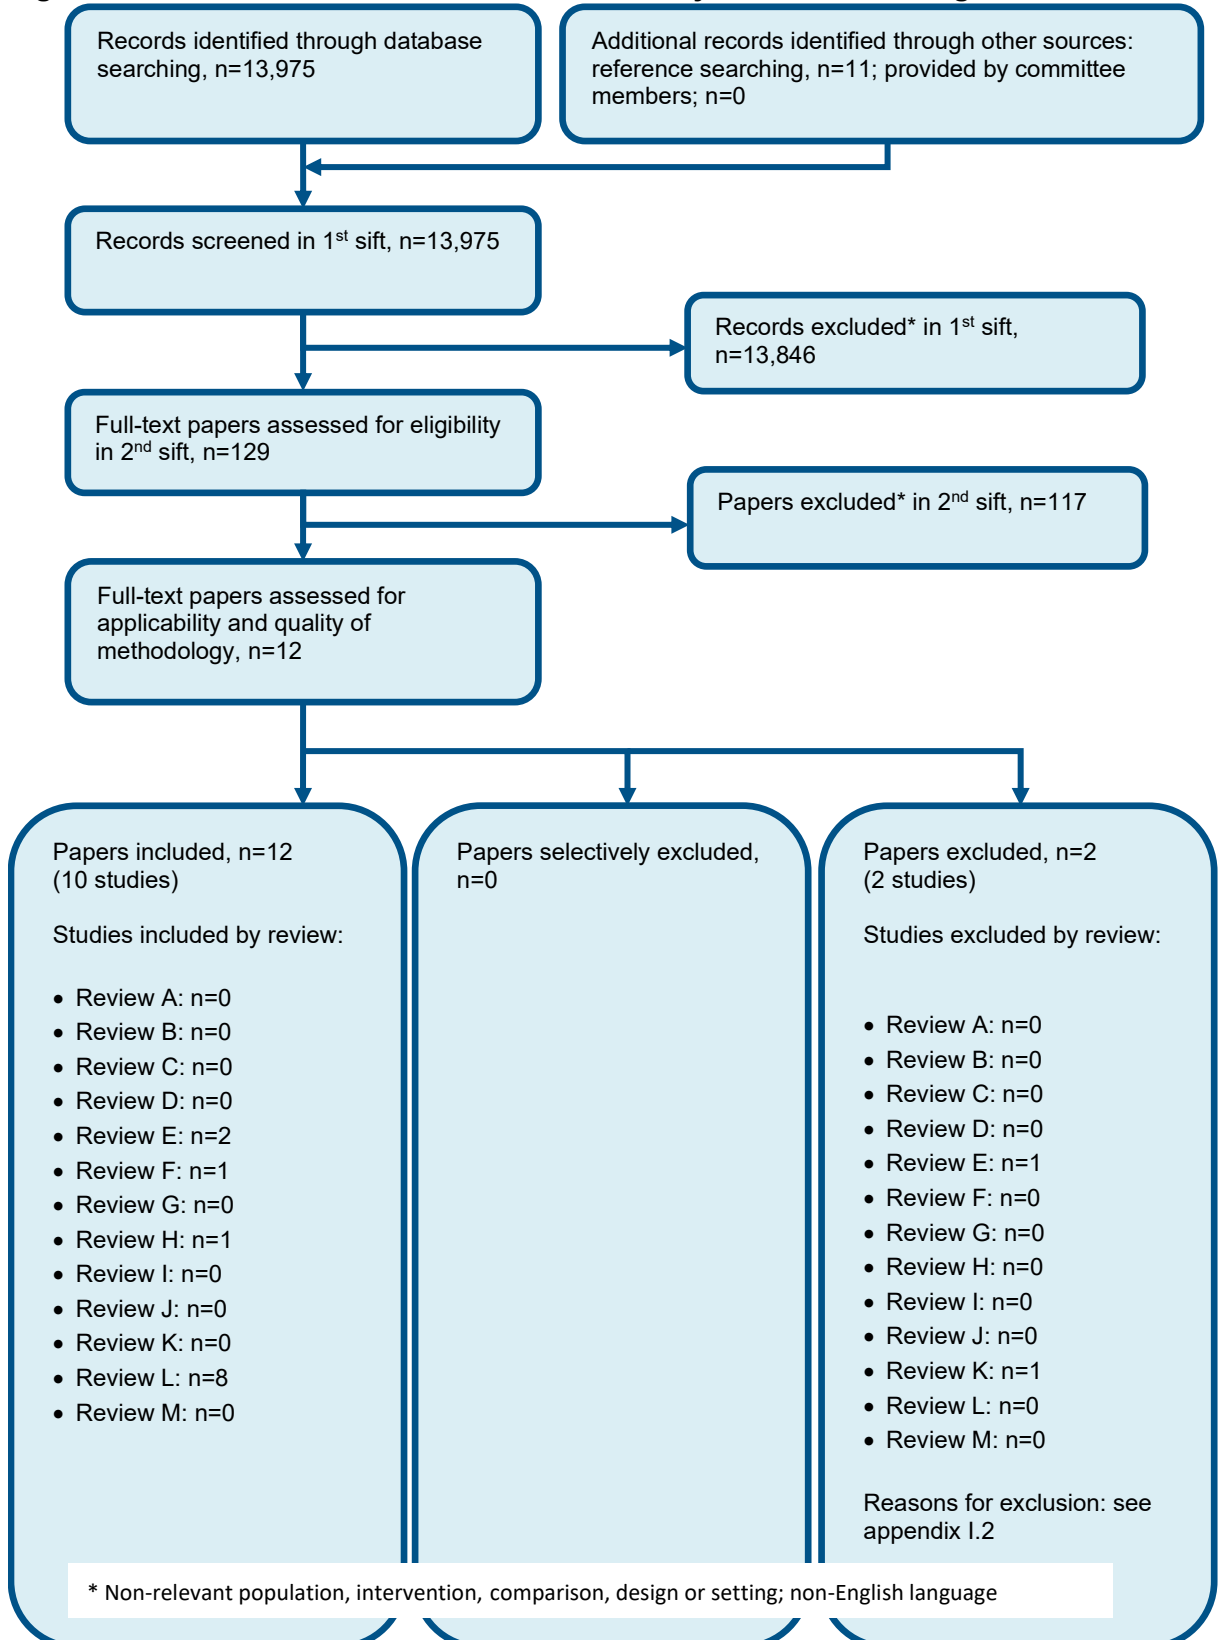 Records identified through database
searching, n=13,975
Additional records identified through other sources:
reference searching, n=11; provided by committee
members; n=0
Records screened in 1st sift, n=13,975
Records excluded* in 1st sift,
n=13,846
Full-text papers assessed for eligibility
in 2nd sift, n=129
Papers excluded* in 2nd sift, n=117
Full-text papers assessed for
applicability and quality of
methodology, n=12
Papers included, n=12
(10 studies)
Studies included by review:
• Review A: n=0
• Review B: n=0
• Review C: n=0
• Review D: n=0
• Review E: n=2
• Review F: n=1
• Review G: n=0
• Review H: n=1
• Review I: n=0
• Review J: n=0
• Review K: n=0
• Review L: n=8
• Review M: n=0
Papers selectively excluded,
n=0
Papers excluded, n=2
(2 studies)
Studies excluded by review:
• Review A: n=0
• Review B: n=0
• Review C: n=0
• Review D: n=0
• Review E: n=1
• Review F: n=0
• Review G: n=0
• Review H: n=0
• Review I: n=0
• Review J: n=0
• Review K: n=1
• Review L: n=0
• Review M: n=0
Reasons for exclusion: see
appendix I.2
* Non-relevant population, intervention, comparison, design or setting; non-English language